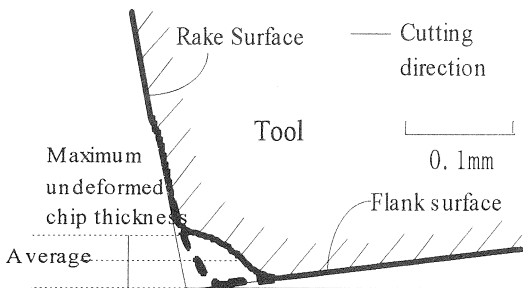 Rake Surface
Cutting
direction
Tool
0.1mm
Maximum
undeformed
chip thickness
Flank surface
Average